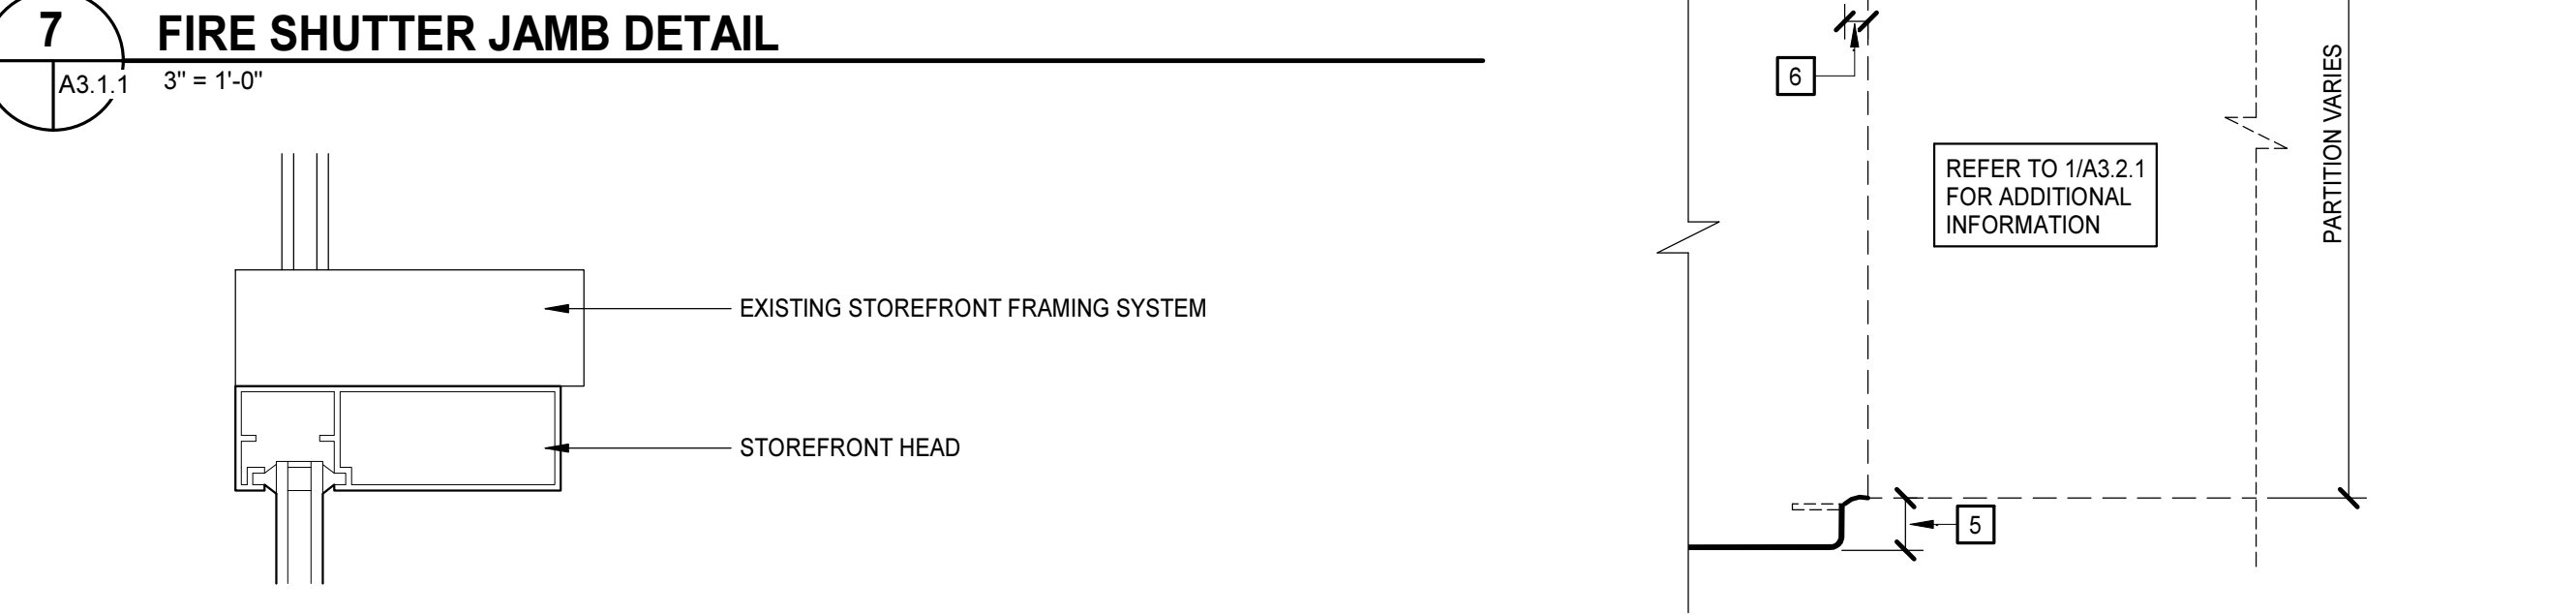 7
FIRE SHUTTER JAMB DETAIL
A3.1.1
3" = 1'-0"
EXISTING STOREFRONT FRAMING SYSTEM
STOREFRONT HEAD
6
REFER TO 1/A3.2.1
FOR ADDITIONAL
INFORMATION
PARTITION VARIES
5